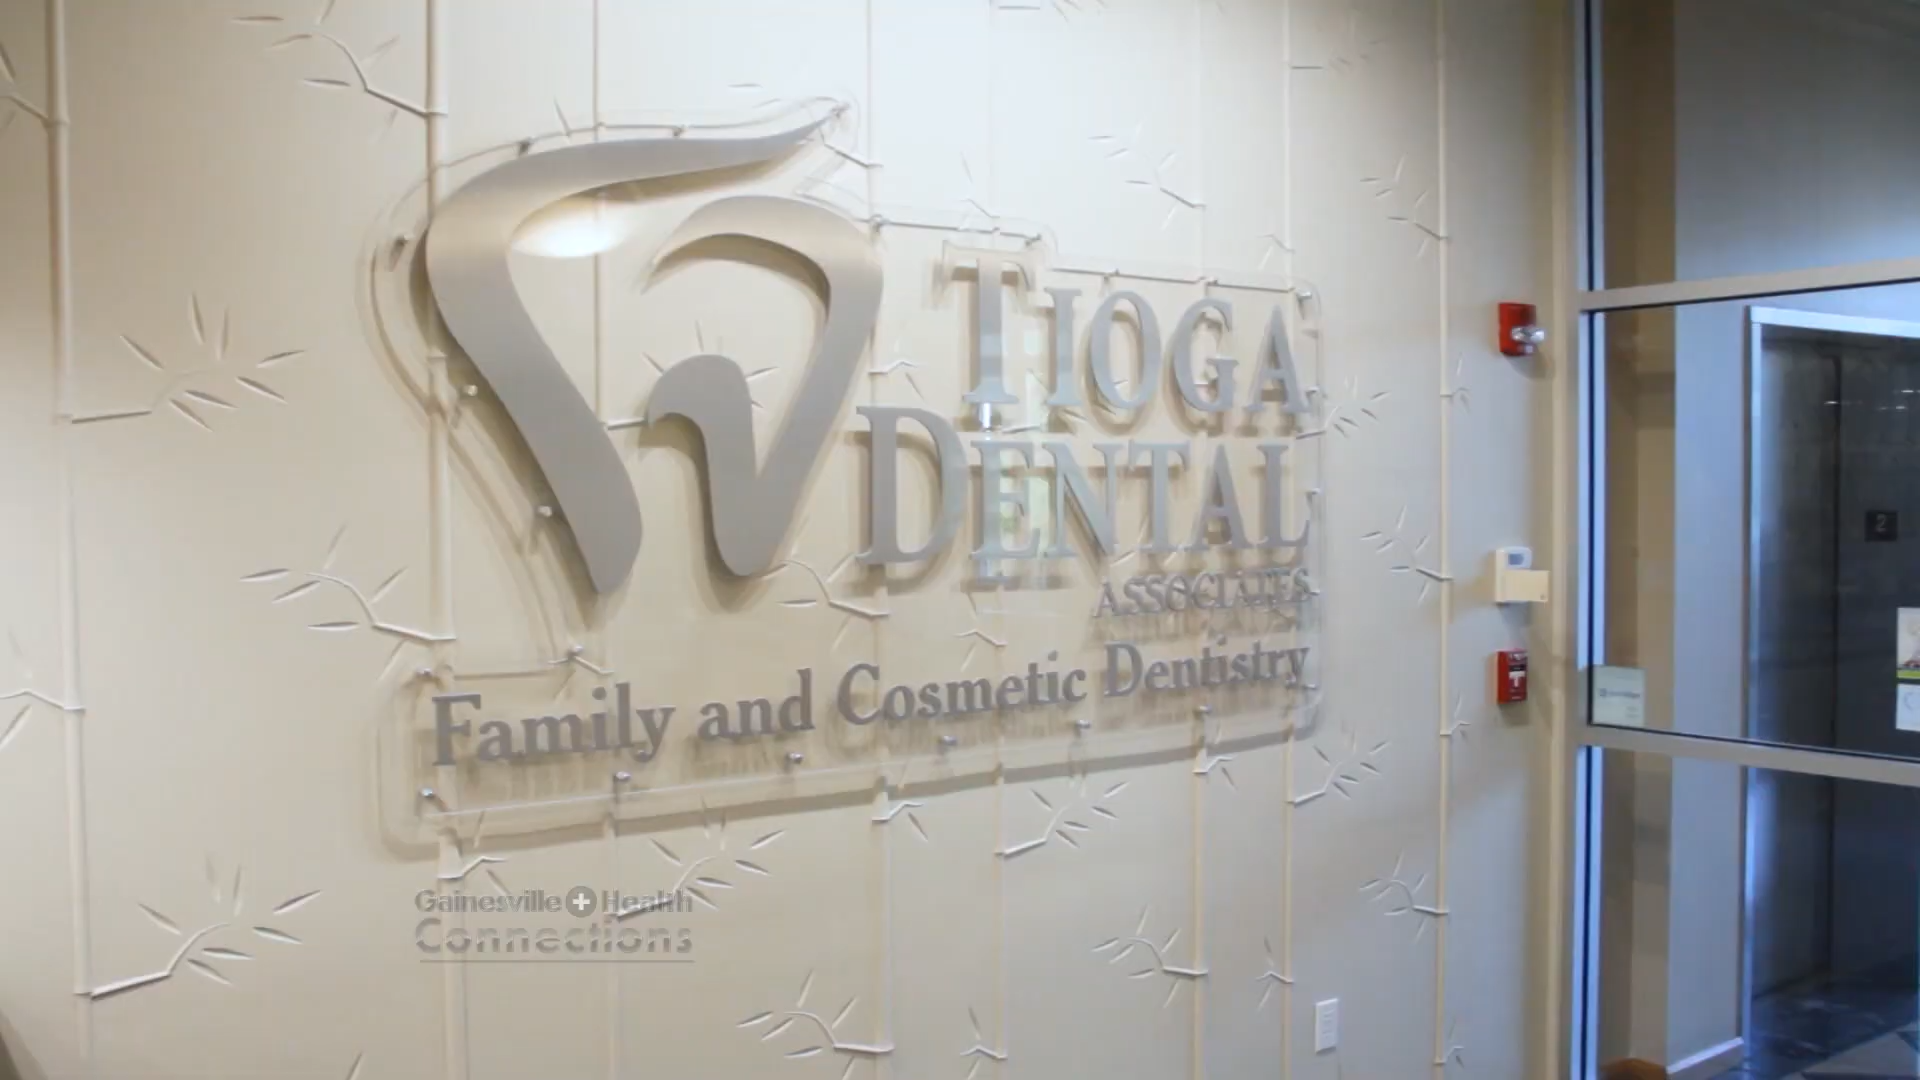 TIOGA
DENTAL
ASSOCIATES
Family and Cosmetic Dentistry
2
Gainesville Health
Connections